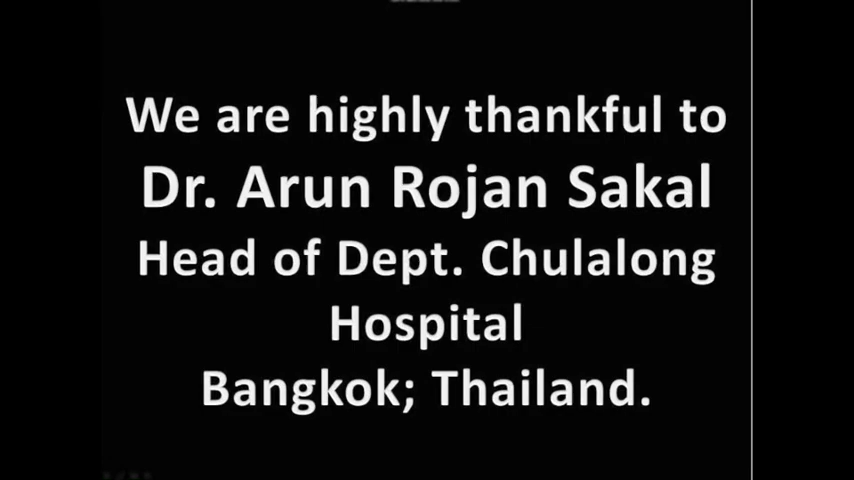 We are highly thankful to
Dr. Arun Rojan Sakal
Head of Dept. Chulalong
Hospital
Bangkok; Thailand.